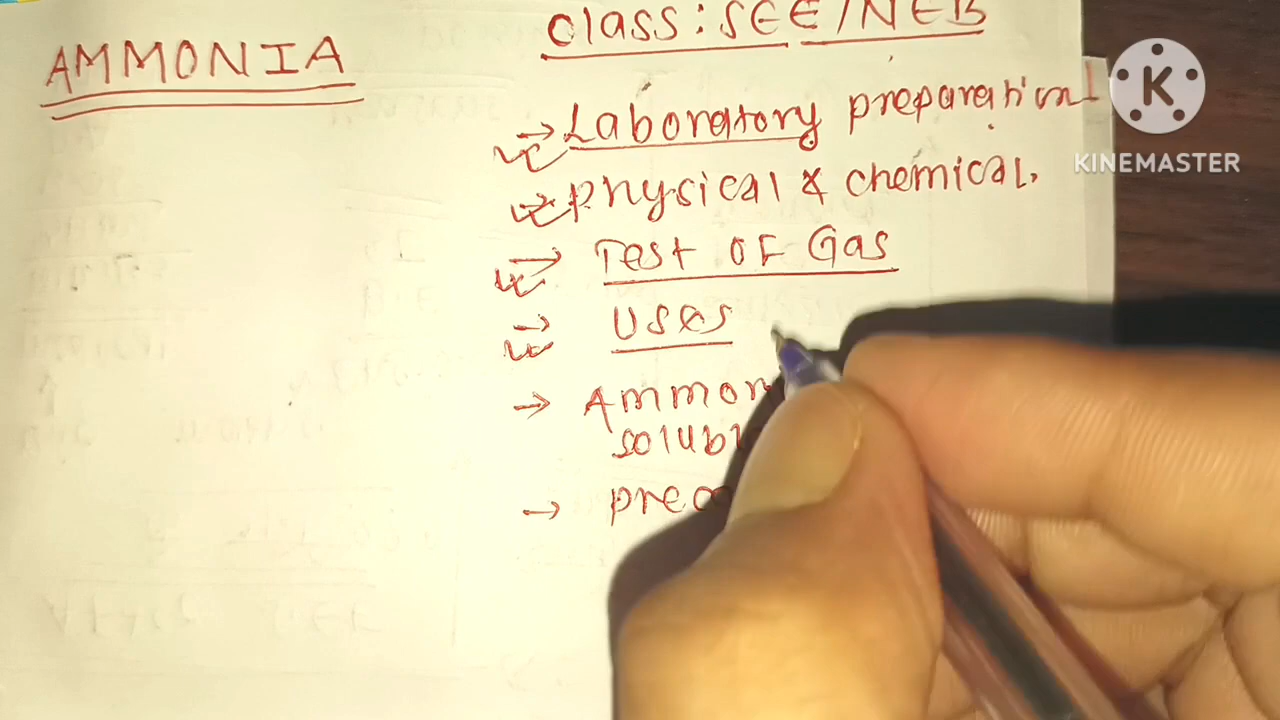 AMMONIA
Class: SEE/NEB
→ Laboratory preparation
→ Physical & chemical.
→ Test OF Gas
→ Uses
→
→
K
KINEMASTER